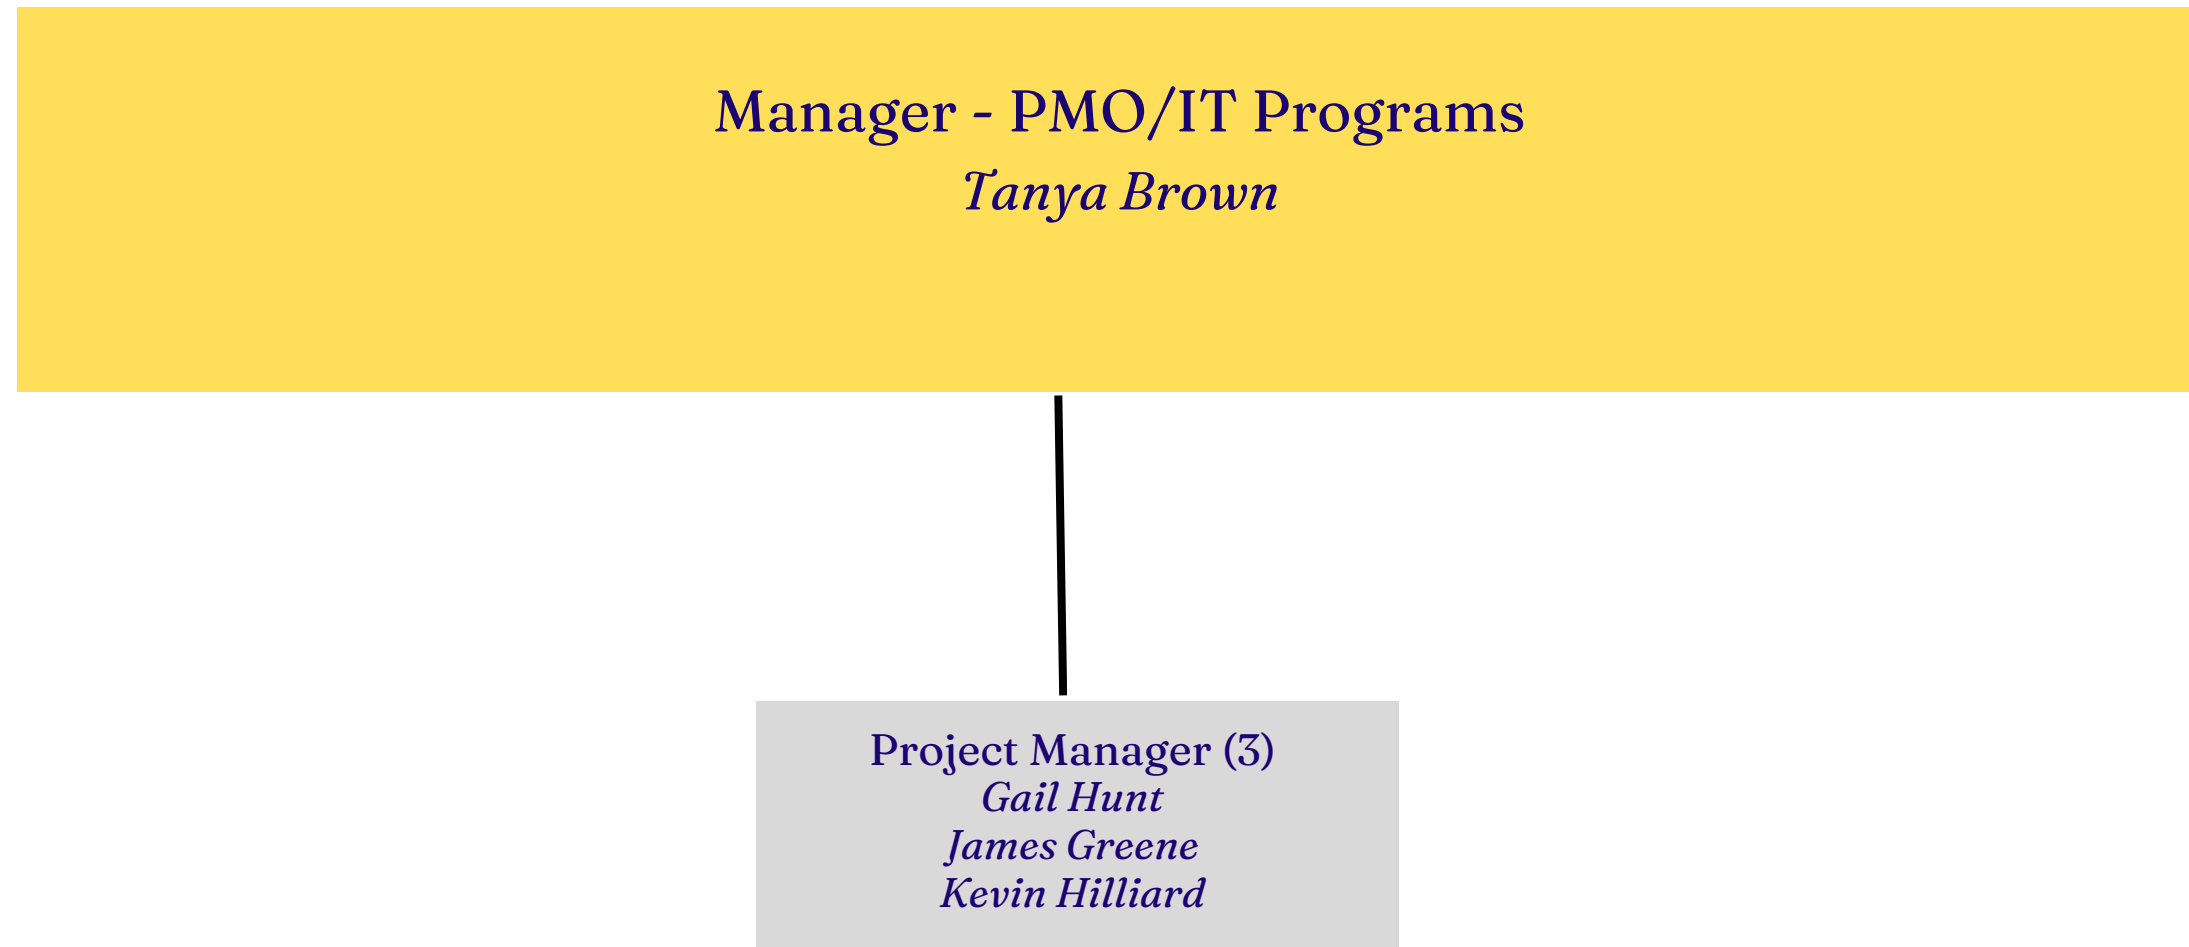 Manager - PMO/IT Programs
Tanya Brown
Project Manager (3)
Gail Hunt
James Greene
Kevin Hilliard